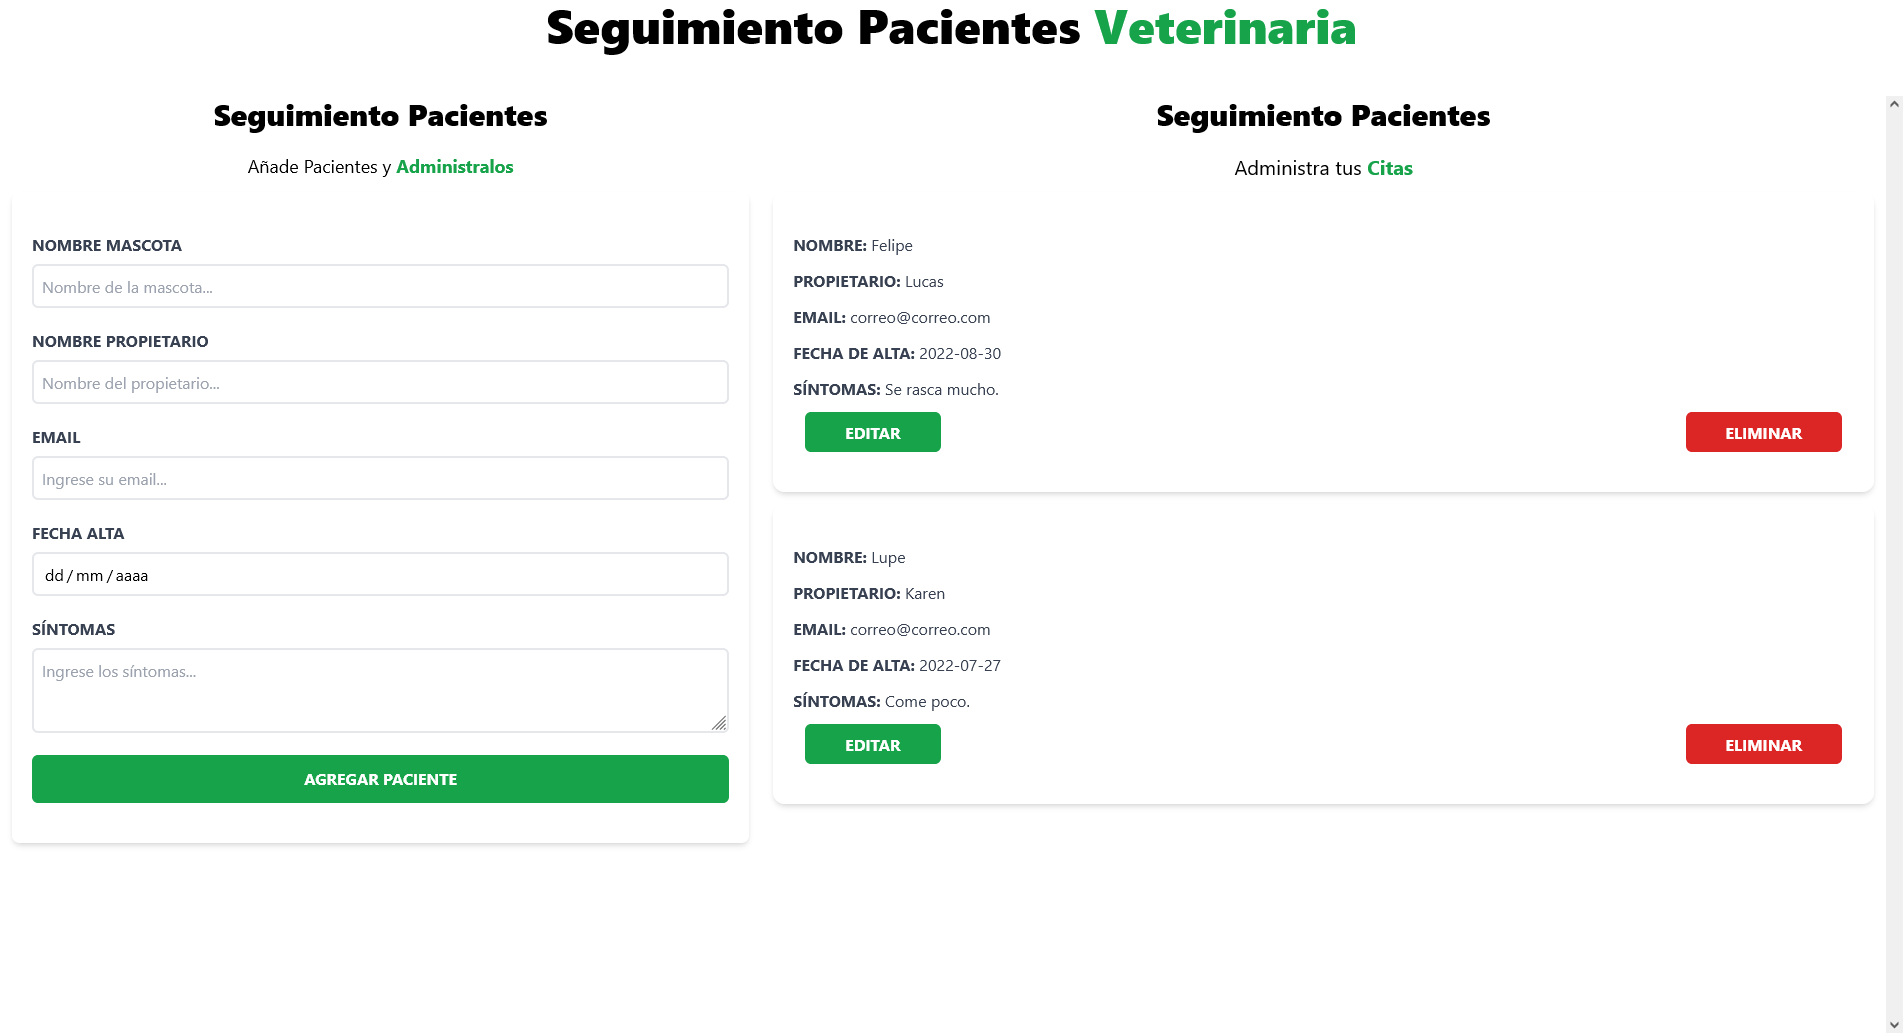 Seguimiento Pacientes Veterinaria
Seguimiento Pacientes
Añade Pacientes y Administralos
NOMBRE MASCOTA
Nombre de la mascota...
NOMBRE PROPIETARIO
Nombre del propietario...
EMAIL
Ingrese su email...
FECHA ALTA
dd/mm/aaaa
SÍNTOMAS
Ingrese los síntomas...
AGREGAR PACIENTE
Seguimiento Pacientes
Administra tus Citas
NOMBRE: Felipe
PROPIETARIO: Lucas
EMAIL: correo@correo.com
FECHA DE ALTA: 2022-08-30
SÍNTOMAS: Se rasca mucho.
EDITAR ELIMINAR
NOMBRE: Lupe
PROPIETARIO: Karen
EMAIL: correo@correo.com
FECHA DE ALTA: 2022-07-27
SÍNTOMAS: Come poco.
EDITAR ELIMINAR